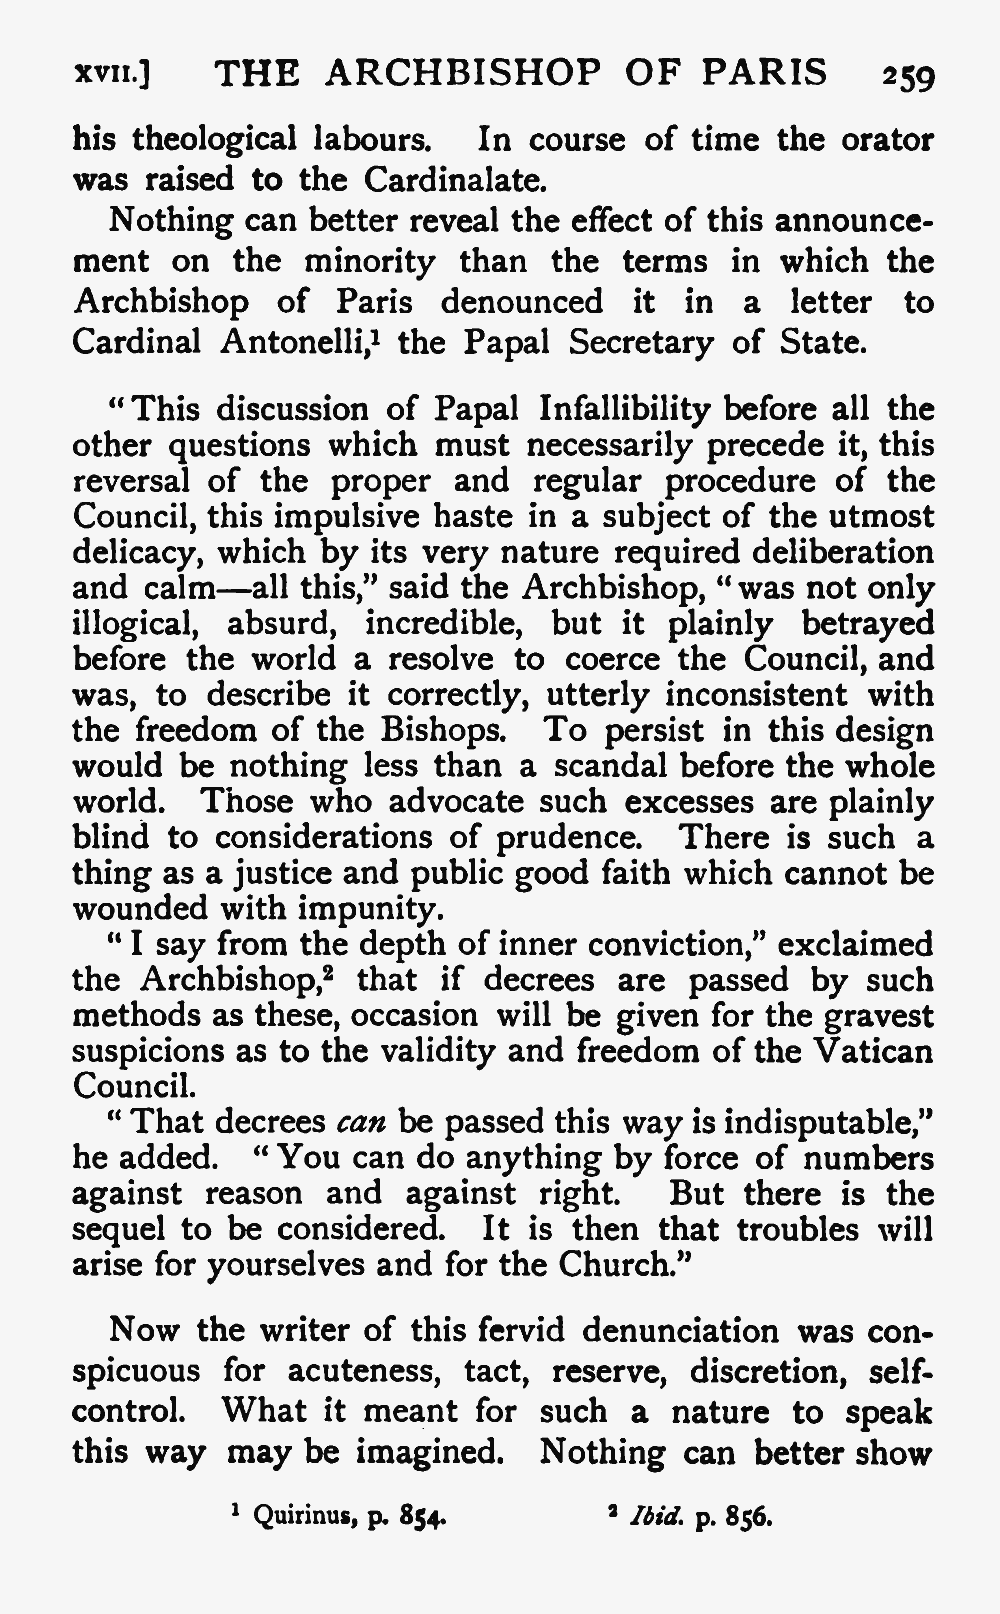 XVII.] THE ARCHBISHOP OF PARIS 259
his theological labours. In course of time the orator
was raised to the Cardinalate.
Nothing can better reveal the effect of this announce-
ment on the minority than the terms in which the
Archbishop of Paris denounced it in a letter to
Cardinal Antonelli,¹ the Papal Secretary of State.
“This discussion of Papal Infallibility before all the
other questions which must necessarily precede it, this
reversal of the proper and regular procedure of the
Council, this impulsive haste in a subject of the utmost
delicacy, which by its very nature required deliberation
and calm—all this,” said the Archbishop, “was not only
illogical, absurd, incredible, but it plainly betrayed
before the world a resolve to coerce the Council, and
was, to describe it correctly, utterly inconsistent with
the freedom of the Bishops. To persist in this design
would be nothing less than a scandal before the whole
world. Those who advocate such excesses are plainly
blind to considerations of prudence. There is such a
thing as a justice and public good faith which cannot be
wounded with impunity.
“I say from the depth of inner conviction,” exclaimed
the Archbishop,² that if decrees are passed by such
methods as these, occasion will be given for the gravest
suspicions as to the validity and freedom of the Vatican
Council.
“That decrees can be passed this way is indisputable,”
he added. “You can do anything by force of numbers
against reason and against right. But there is the
sequel to be considered. It is then that troubles will
arise for yourselves and for the Church.”
Now the writer of this fervid denunciation was con-
spicuous for acuteness, tact, reserve, discretion, self-
control. What it meant for such a nature to speak
this way may be imagined. Nothing can better show
¹ Quirinus, p. 854. ² Ibid. p. 856.